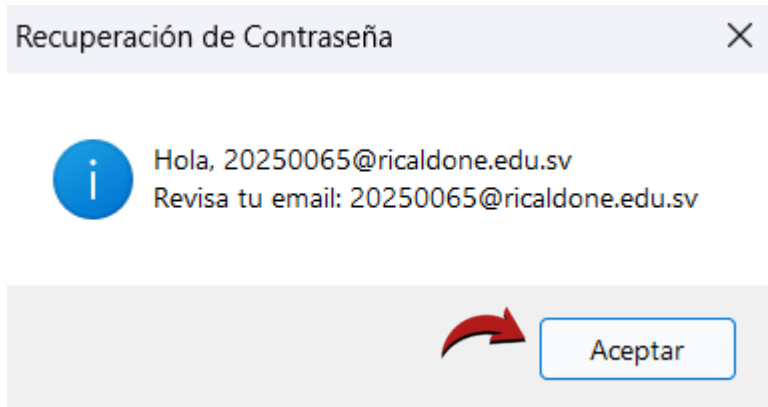 Recuperación de Contraseña
Hola, 20250065@ricaldone.edu.sv
Revisa tu email: 20250065@ricaldone.edu.sv
Aceptar